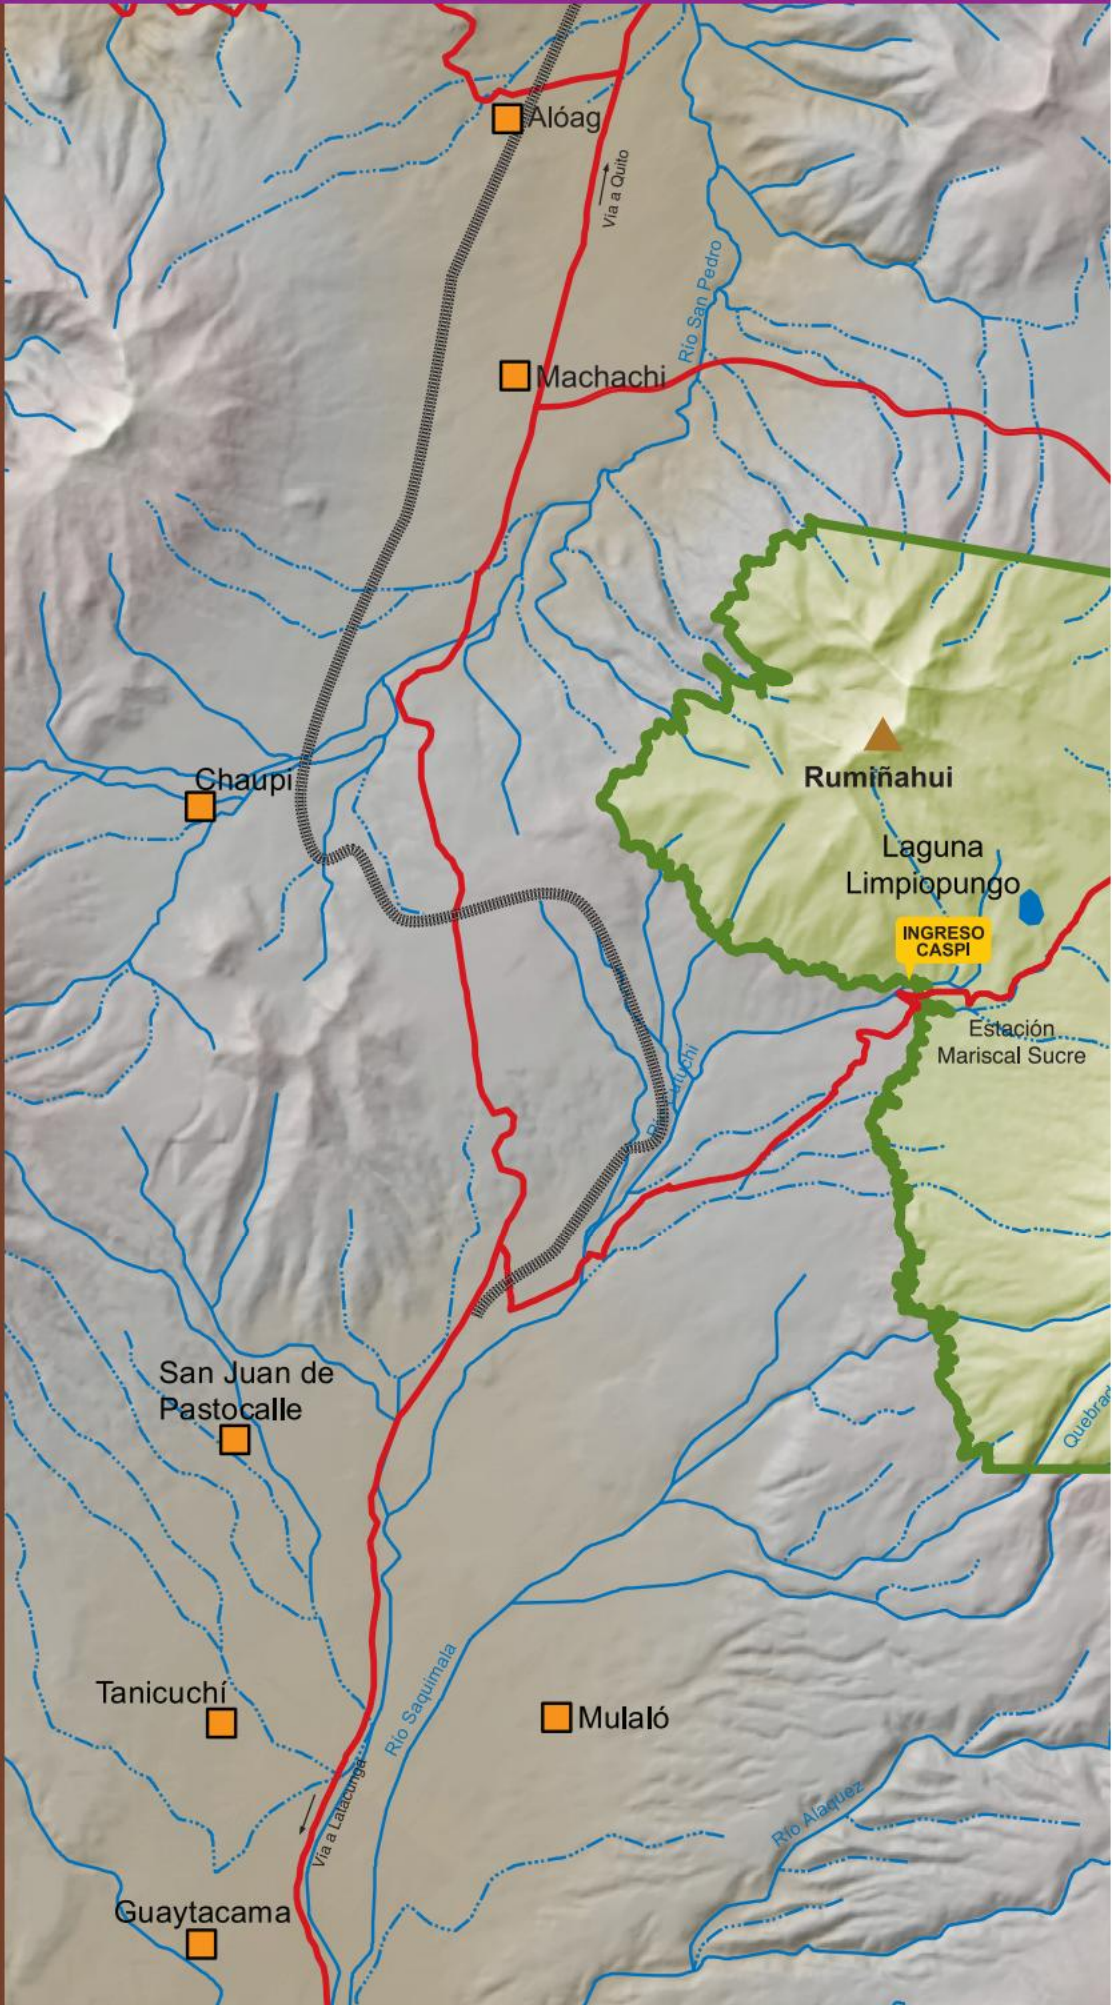 Alóag
Vía a Quito
Río San Pedro
Machachi
Chaupi
Rumiñahui
Laguna
Limpiopungo
INGRESO
CASPI
Estación
Mariscal Sucre
Río
San Juan de
Pastocalle
Tanicuchí
Río Saquimala
Mulaló
Vía a Latacunga
Río Alaquez
Guaytacama